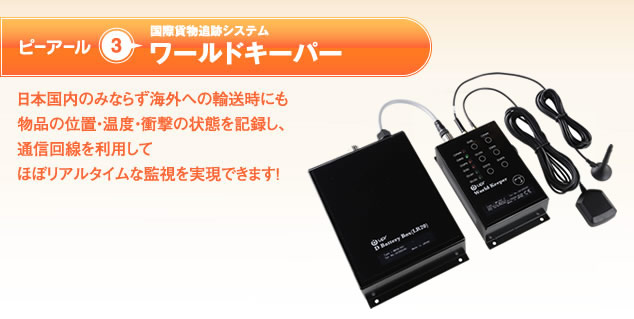 ピーアール 3
国際貨物追跡システム
ワールドキーパー
日本国内のみならず海外への輸送時にも
物品の位置・温度・衝撃の状態を記録し、
通信回線を利用して
ほぼリアルタイムな監視を実現できます!
upr
D Battery Box(LR20)
upr
World Keeper